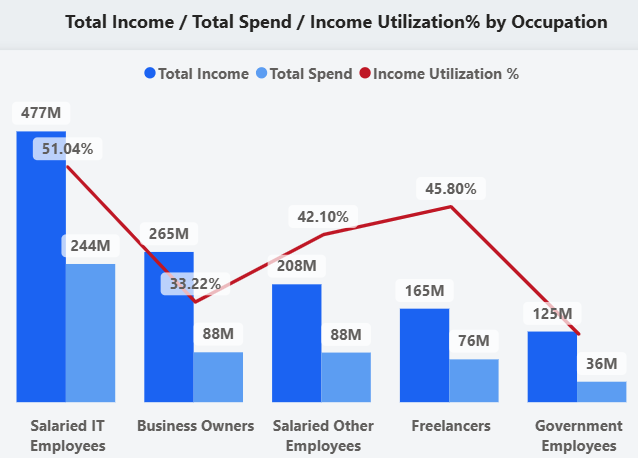 Total Income / Total Spend / Income Utilization% by Occupation
Total Income Total Spend Income Utilization %
477M
51.04%
244M
265M
33.22%
88M
42.10%
208M
88M
45.80%
165M
76M
125M
36M
Salaried IT
Employees
Business Owners
Salaried Other
Employees
Freelancers
Government
Employees